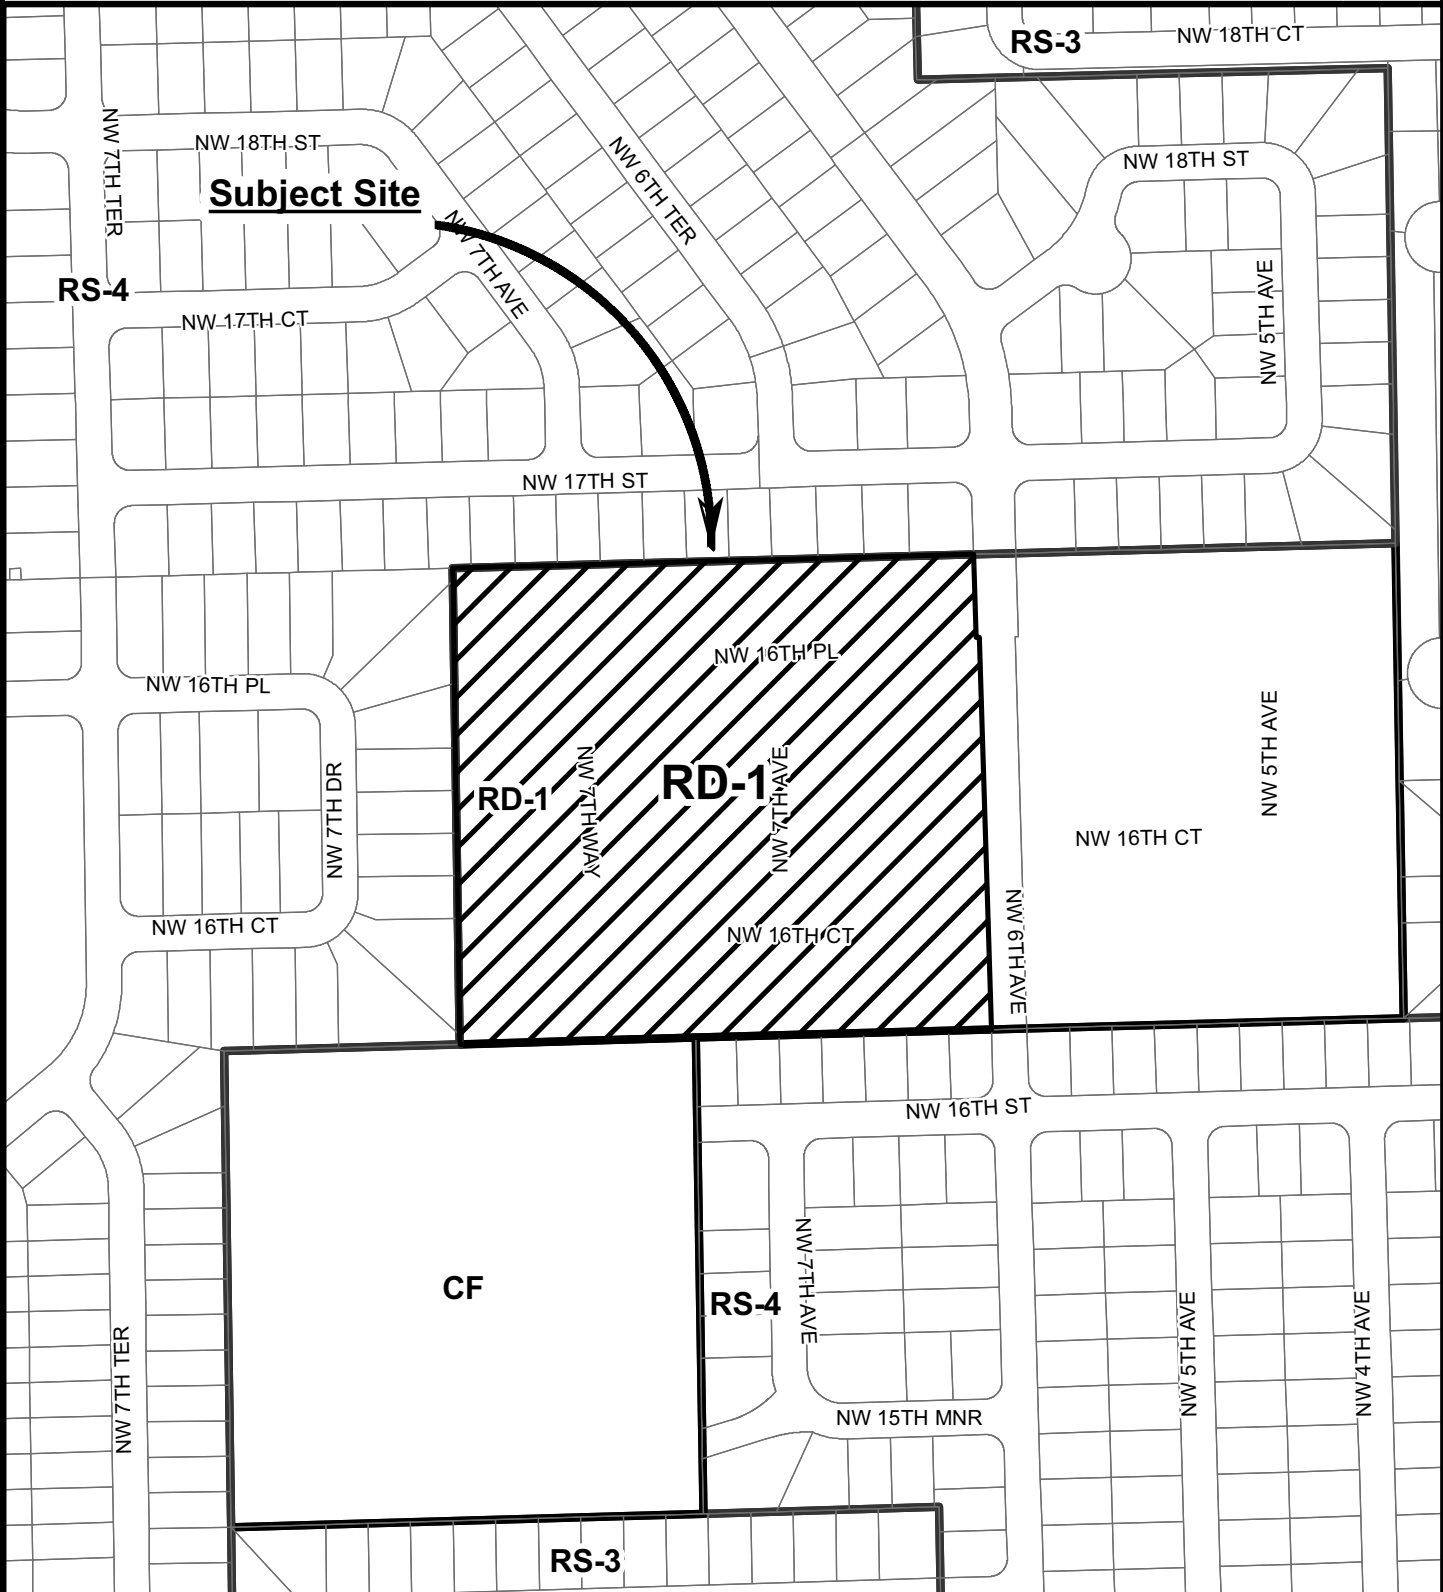 RS-3
NW 18TH CT
NW 7TH TER
NW 18TH ST
NW 18TH ST
NW 6TH TER
Subject Site
NW 7TH AVE
RS-4
NW 17TH CT
NW 5TH AVE
NW 17TH ST
NW 16TH PL
NW 16TH PL
NW 7TH DR
RD-1
NW 7TH WAY
RD-1
NW 7TH AVE
NW 5TH AVE
NW 16TH CT
NW 16TH CT
NW 16TH CT
NW 6TH AVE
NW 16TH ST
CF
RS-4
NW 7TH AVE
NW 5TH AVE
NW 4TH AVE
NW 7TH TER
NW 15TH MNR
RS-3